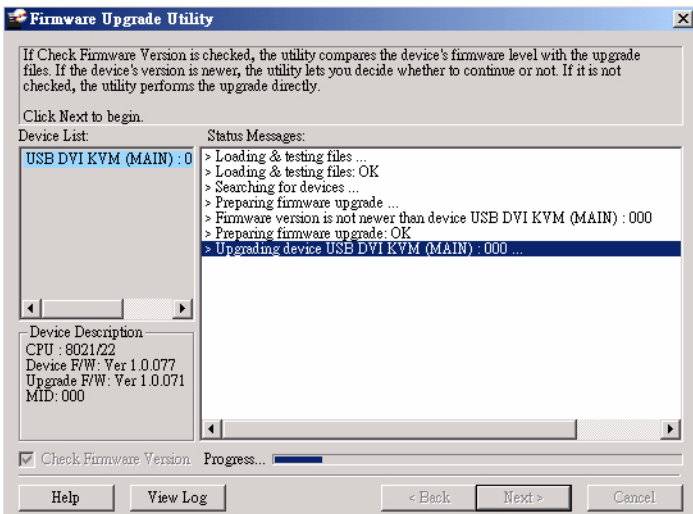 Firmware Upgrade Utility
If Check Firmware Version is checked, the utility compares the device's firmware level with the upgrade
files. If the device's version is newer, the utility lets you decide whether to continue or not. If it is not
checked, the utility performs the upgrade directly.
Click Next to begin.
Device List:
USB DVI KVM (MAIN) : 0
Status Messages:
> Loading & testing files ...
> Loading & testing files: OK
> Searching for devices ...
> Preparing firmware upgrade ...
> Firmware version is not newer than device USB DVI KVM (MAIN) : 000
> Preparing firmware upgrade: OK
> Upgrading device USB DVI KVM (MAIN) : 000 ...
Device Description
CPU : 8021/22
Device F/W: Ver 1.0.077
Upgrade F/W: Ver 1.0.071
MID: 000
Check Firmware Version Progress...
Help View Log < Back Next > Cancel